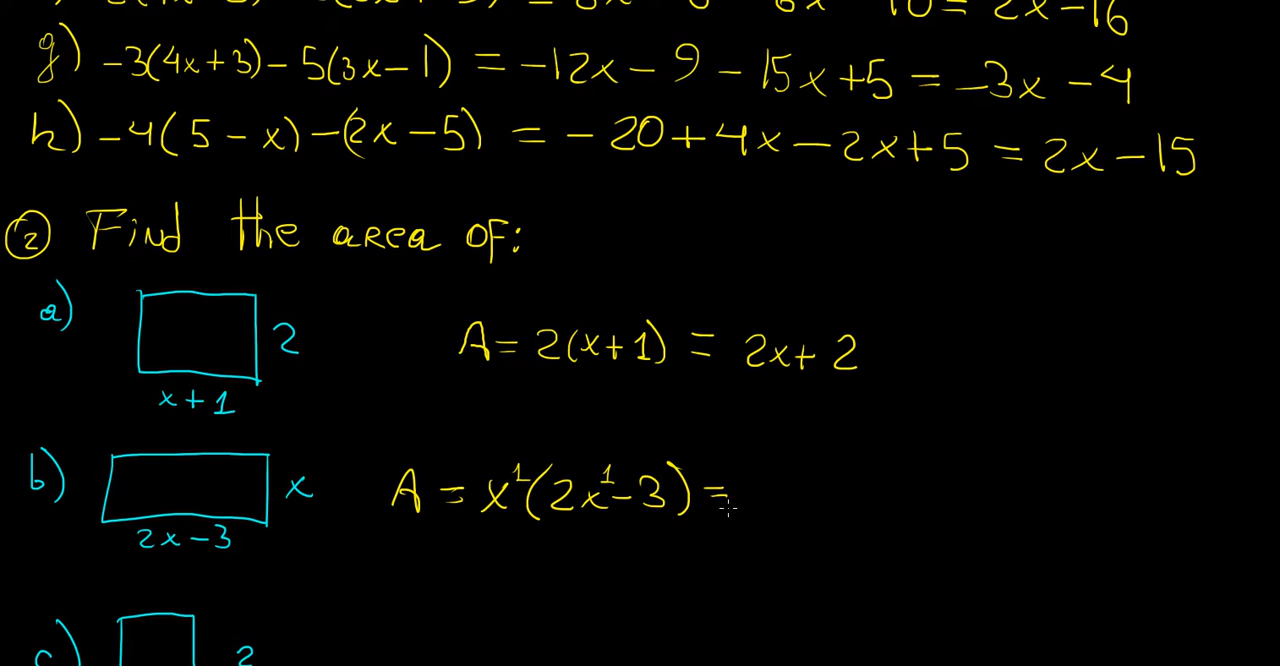 = 2x - 16
g) -3(4x+3) - 5(3x - 1) = -12x - 9 - 15x + 5 = -3x - 4
h) -4(5 - x) - (2x - 5) = -20 + 4x - 2x + 5 = 2x - 15
② Find the area of:
a) 2 A = 2(x+1) = 2x + 2
x + 1
b) x A = x¹(2x¹ - 3) =
2x - 3
c) 2